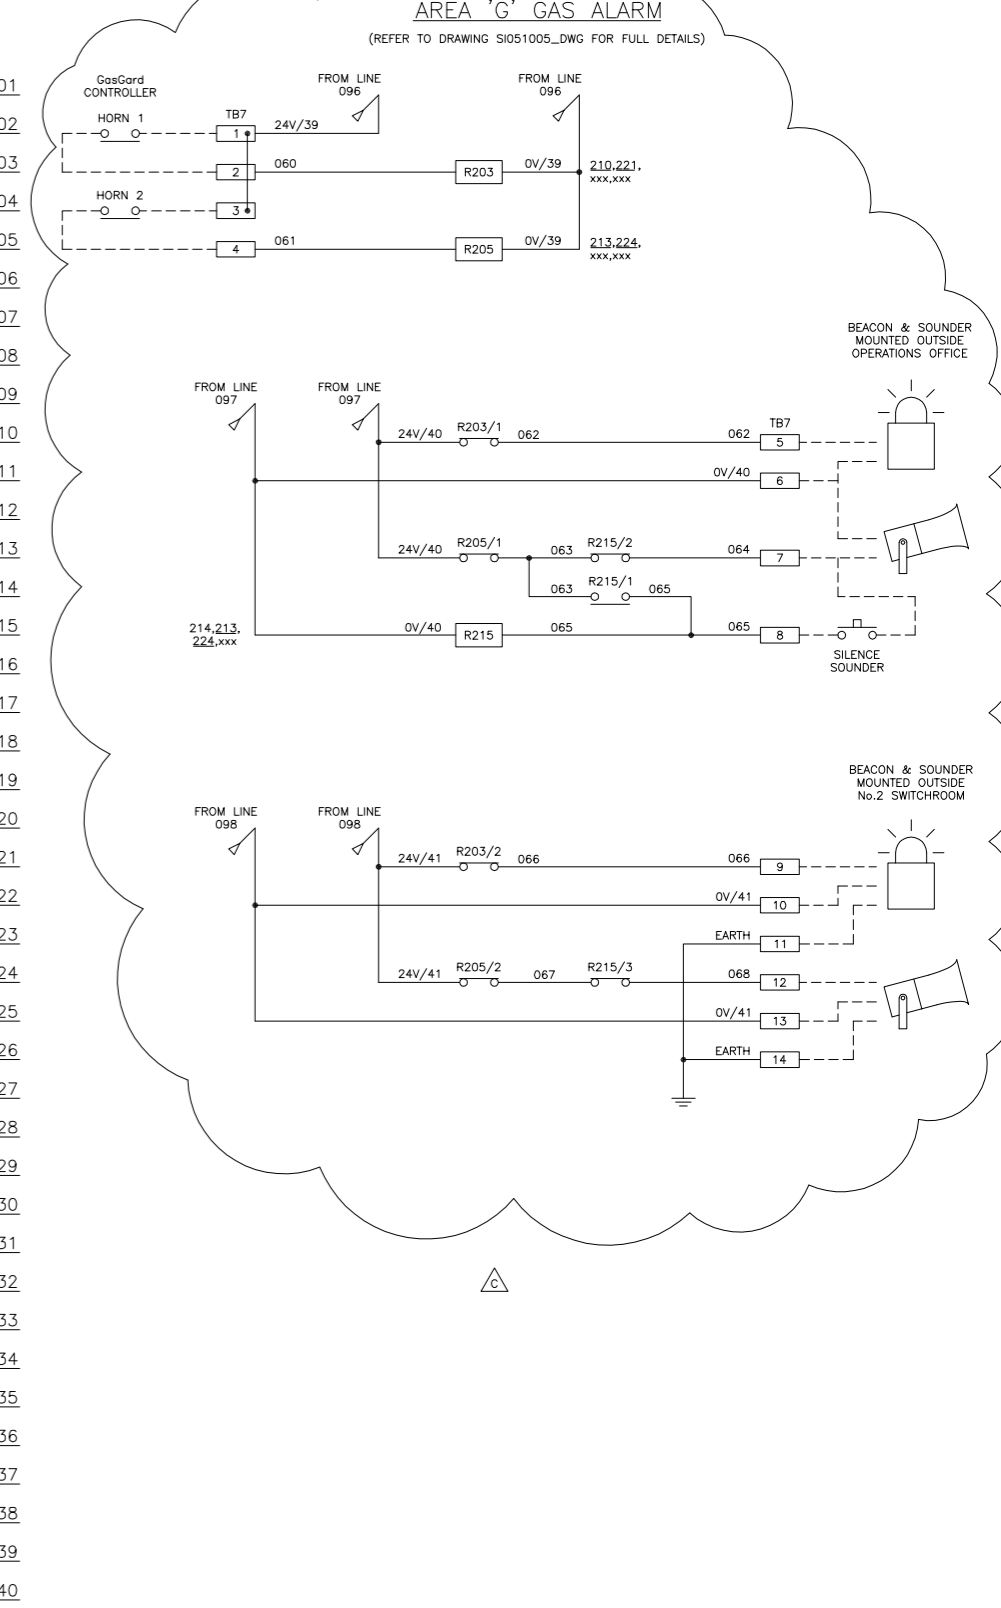 AREA 'G' GAS ALARM
(REFER TO DRAWING SI051005_DWG FOR FULL DETAILS)
01
GasGard
CONTROLLER
FROM LINE
096
FROM LINE
096
02
HORN 1
TB7
1
24V/39
03
2
060
R203
0V/39
210,221,
xxx,xxx
04
HORN 2
3
05
4
061
R205
0V/39
213,224,
xxx,xxx
06
07
BEACON & SOUNDER
MOUNTED OUTSIDE
OPERATIONS OFFICE
08
09
FROM LINE
097
FROM LINE
097
10
24V/40
R203/1
062
062
TB7
5
11
0V/40
6
12
13
24V/40
R205/1
063
R215/2
064
7
14
063
R215/1
065
15
214,213,
224,xxx
0V/40
R215
065
065
8
SILENCE
SOUNDER
16
17
18
19
BEACON & SOUNDER
MOUNTED OUTSIDE
No.2 SWITCHROOM
20
FROM LINE
098
FROM LINE
098
21
24V/41
R203/2
066
066
9
22
0V/41
10
23
EARTH
11
24
24V/41
R205/2
067
R215/3
068
12
25
0V/41
13
26
EARTH
14
27
28
29
30
31
32
C
33
34
35
36
37
38
39
40